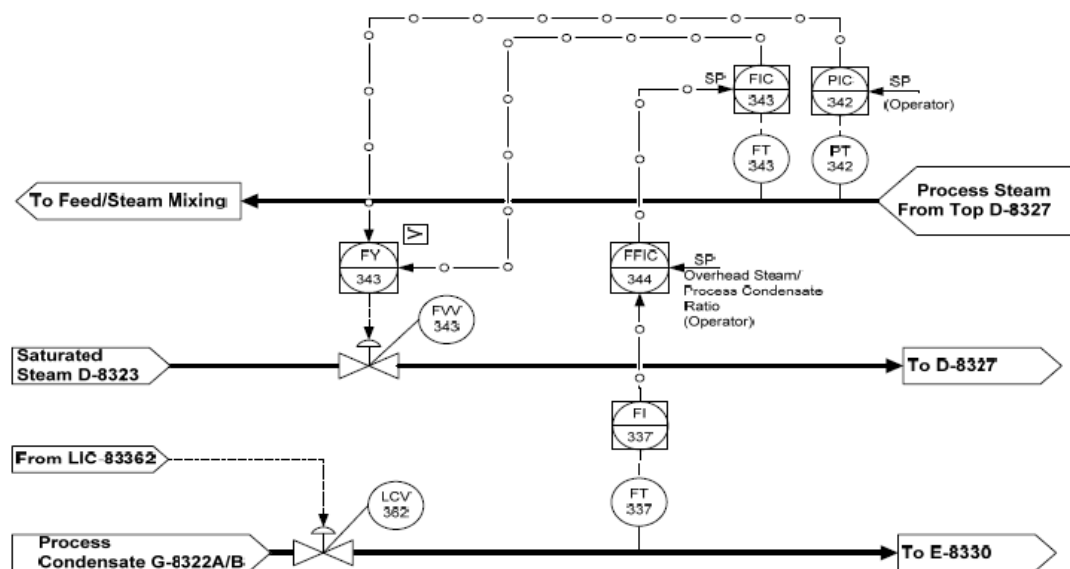 FIC
343
PIC
342
SP
SP
(Operator)
FT
343
PT
342
To Feed/Steam Mixing
Process Steam
From Top D-8327
FY
343
FFIC
344
SP
Overhead Steam/
Process Condensate
Ratio
(Operator)
343
Saturated
Steam D-8323
To D-8327
FI
337
From LIC-83362
LCV
362
FT
337
Process
Condensate G-8322A/B
To E-8330